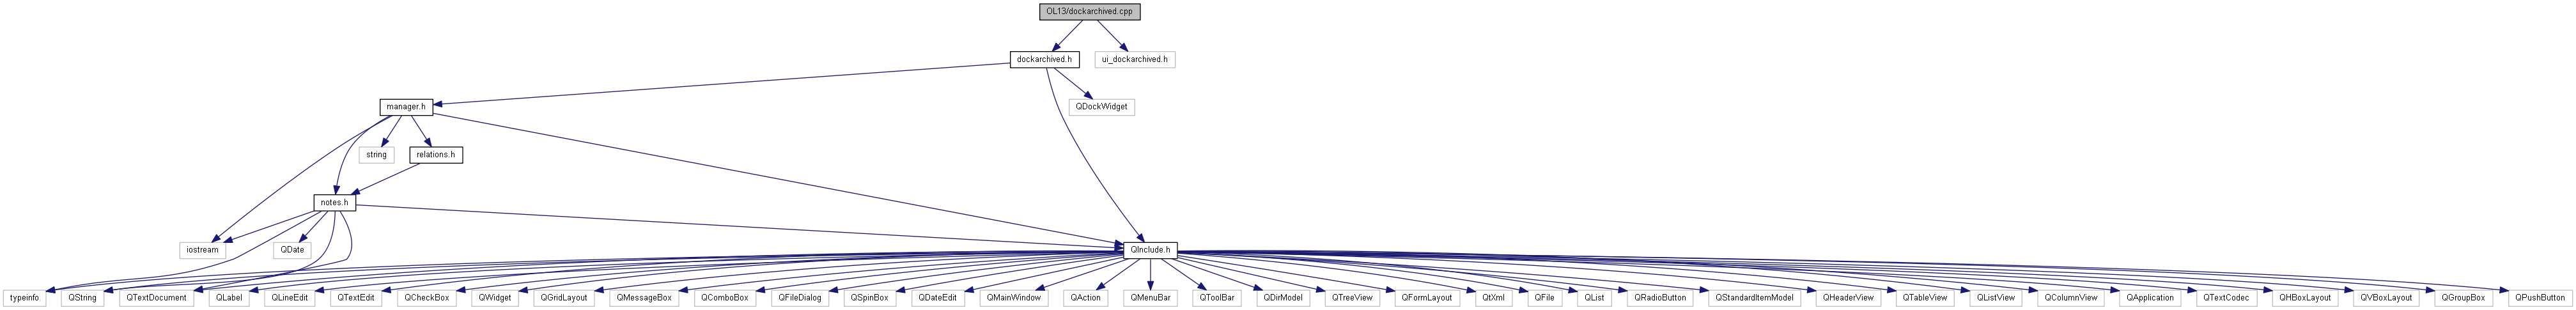 OL13/dockarchived.cpp
dockarchived.h
ui_dockarchived.h
manager.h
QDockWidget
string
relations.h
notes.h
iostream
QDate
QInclude.h
typeinfo
QString
QTextDocument
QLabel
QLineEdit
QTextEdit
QCheckBox
QWidget
QGridLayout
QMessageBox
QComboBox
QFileDialog
QSpinBox
QDateEdit
QMainWindow
QAction
QMenuBar
QToolBar
QDirModel
QTreeView
QFormLayout
QtXml
QFile
QList
QRadioButton
QStandardItemModel
QHeaderView
QTableView
QListView
QColumnView
QApplication
QTextCodec
QHBoxLayout
QVBoxLayout
QGroupBox
QPushButton